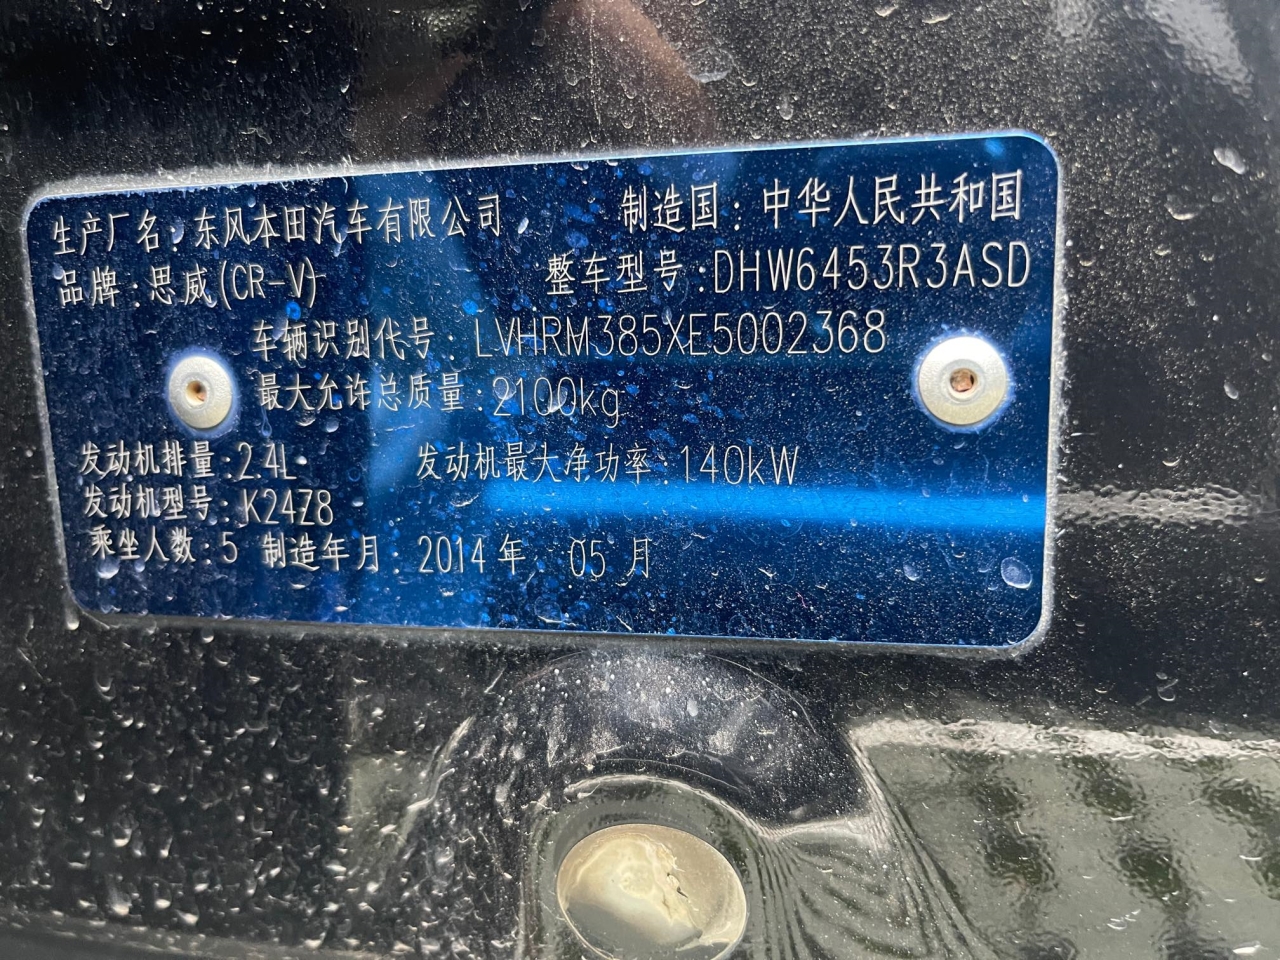 生产厂名：东风本田汽车有限公司 制造国：中华人民共和国
品牌：思威(CR-V) 整车型号：DHW6453R3ASD
车辆识别代号：LVHRM385XE5002368
最大允许总质量：2100kg
发动机排量：2.4L 发动机最大净功率：140kW
发动机型号：K24Z8
乘坐人数：5 制造年月：2014年 05月